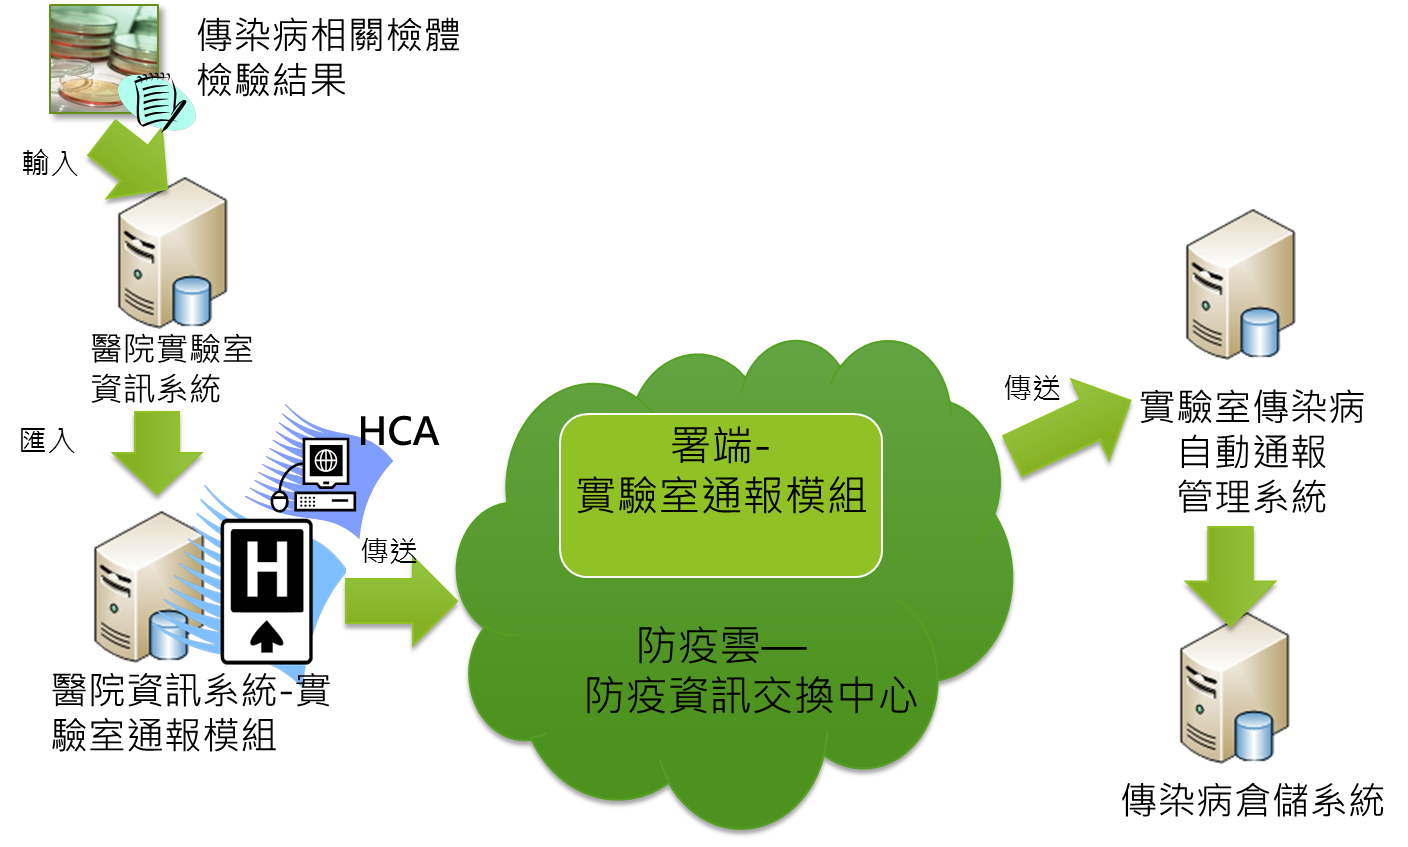 傳染病相關檢體
檢驗結果
輸入
醫院實驗室
資訊系統
匯入
HCA
H
醫院資訊系統-實
驗室通報模組
傳送
署端-
實驗室通報模組
防疫雲—
防疫資訊交換中心
傳送
實驗室傳染病
自動通報
管理系統
傳染病倉儲系統